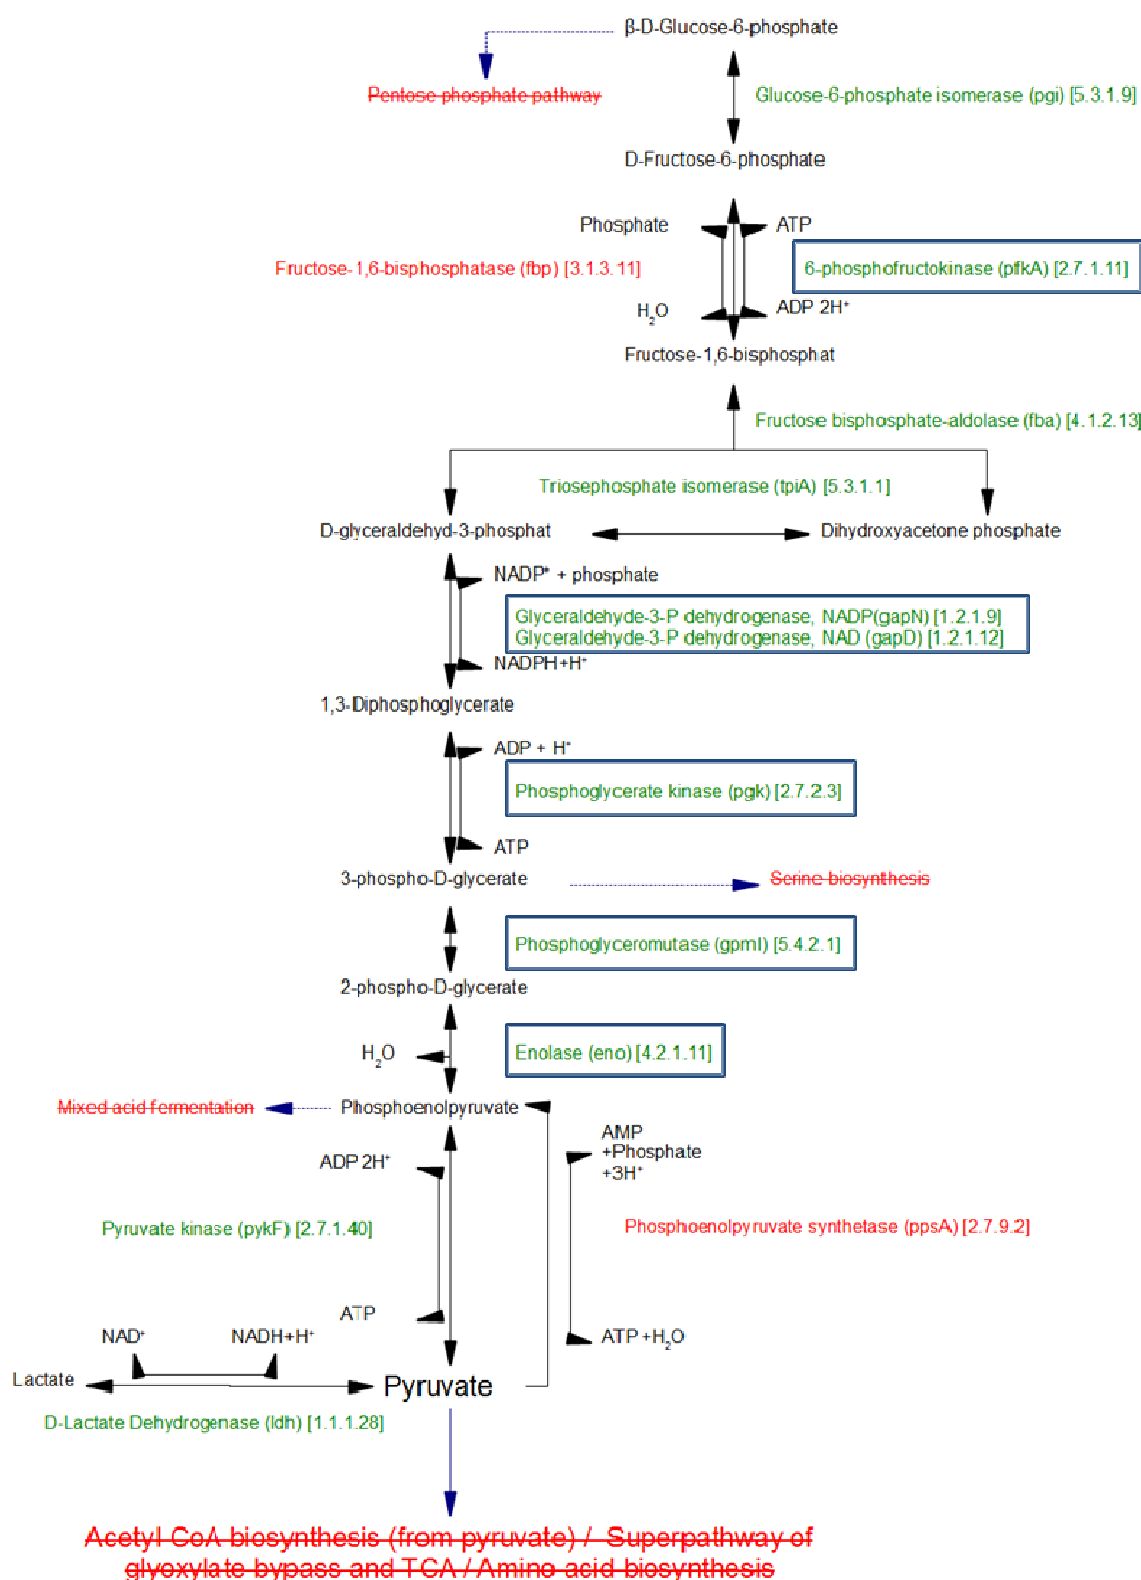 β-D-Glucose-6-phosphate
Pentose phosphate pathway
Glucose-6-phosphate isomerase (pgi) [5.3.1.9]
D-Fructose-6-phosphate
Phosphate
ATP
Fructose-1,6-bisphosphatase (fbp) [3.1.3.11]
6-phosphofructokinase (pfkA) [2.7.1.11]
H₂O
ADP 2H⁺
Fructose-1,6-bisphosphat
Fructose bisphosphate-aldolase (fba) [4.1.2.13]
Triosephosphate isomerase (tpiA) [5.3.1.1]
D-glyceraldehyd-3-phosphat
Dihydroxyacetone phosphate
NADP⁺ + phosphate
Glyceraldehyde-3-P dehydrogenase, NADP(gapN) [1.2.1.9]
Glyceraldehyde-3-P dehydrogenase, NAD (gapD) [1.2.1.12]
NADPH+H⁺
1,3-Diphosphoglycerate
ADP + H⁺
Phosphoglycerate kinase (pgk) [2.7.2.3]
ATP
3-phospho-D-glycerate
Serine biosynthesis
Phosphoglyceromutase (gpmI) [5.4.2.1]
2-phospho-D-glycerate
H₂O
Enolase (eno) [4.2.1.11]
Mixed acid fermentation
Phosphoenolpyruvate
AMP
+Phosphate
+3H⁺
ADP 2H⁺
Pyruvate kinase (pykF) [2.7.1.40]
Phosphoenolpyruvate synthetase (ppsA) [2.7.9.2]
ATP
NAD⁺
NADH+H⁺
ATP+H₂O
Lactate
Pyruvate
D-Lactate Dehydrogenase (ldh) [1.1.1.28]
Acetyl CoA biosynthesis (from pyruvate) / Superpathway of
glyoxylate bypass and TCA / Amino acid biosynthesis